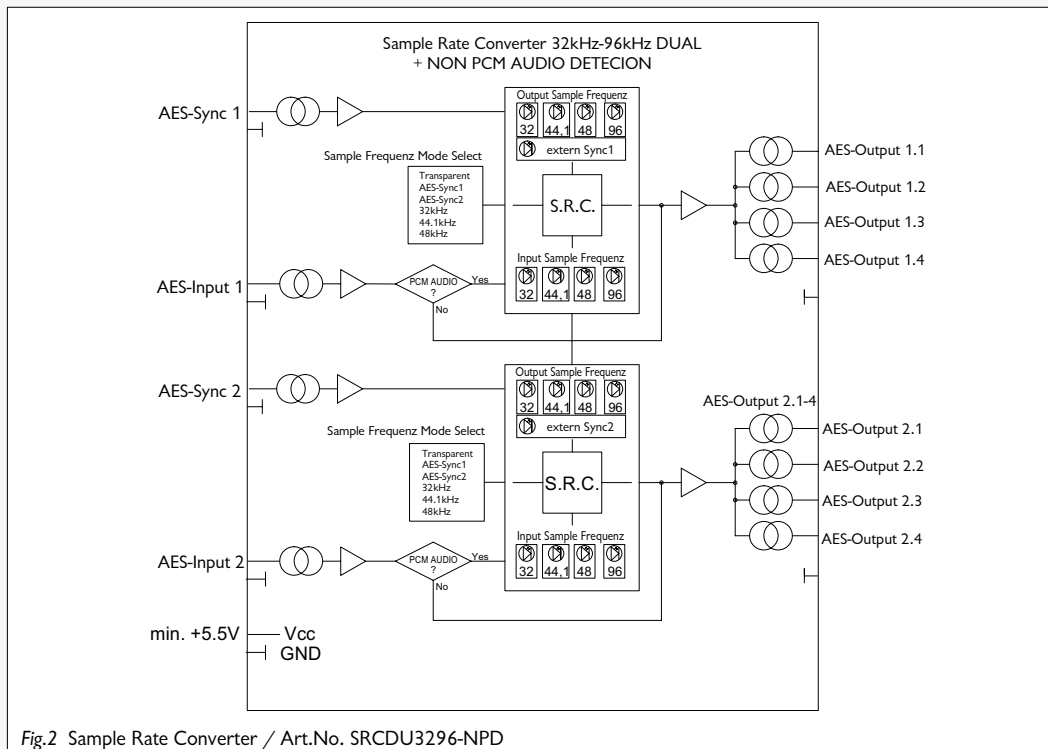 Sample Rate Converter 32kHz-96kHz DUAL
+ NON PCM AUDIO DETECION
AES-Sync 1
Output Sample Frequenz
32 44,1 48 96
extern Sync1
Sample Frequenz Mode Select
Transparent
AES-Sync1
AES-Sync2
32kHz
44.1kHz
48kHz
S.R.C.
AES-Output 1.1
AES-Output 1.2
AES-Output 1.3
AES-Output 1.4
AES-Input 1
PCM AUDIO
?
Yes
No
Input Sample Frequenz
32 44,1 48 96
AES-Sync 2
Output Sample Frequenz
32 44,1 48 96
extern Sync2
Sample Frequenz Mode Select
Transparent
AES-Sync1
AES-Sync2
32kHz
44.1kHz
48kHz
S.R.C.
AES-Output 2.1-4
AES-Output 2.1
AES-Output 2.2
AES-Output 2.3
AES-Output 2.4
AES-Input 2
PCM AUDIO
?
Yes
No
Input Sample Frequenz
32 44,1 48 96
min. +5.5V Vcc
GND
Fig.2 Sample Rate Converter / Art.No. SRCDU3296-NPD